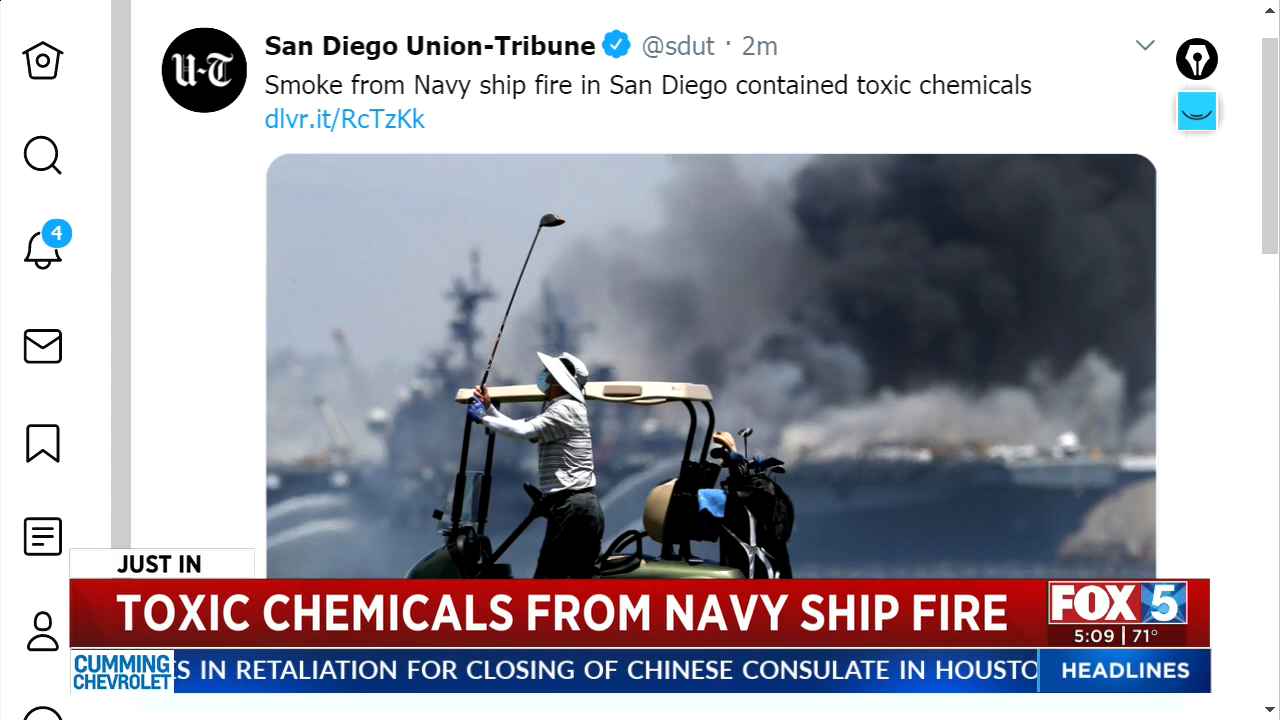 San Diego Union-Tribune @sdut · 2m
U-T
Smoke from Navy ship fire in San Diego contained toxic chemicals
dlvr.it/RcTzKk
4
JUST IN
TOXIC CHEMICALS FROM NAVY SHIP FIRE
FOX 5
5:09 | 71°
CUMMING
CHEVROLET
IN RETALIATION FOR CLOSING OF CHINESE CONSULATE IN
HEADLINES